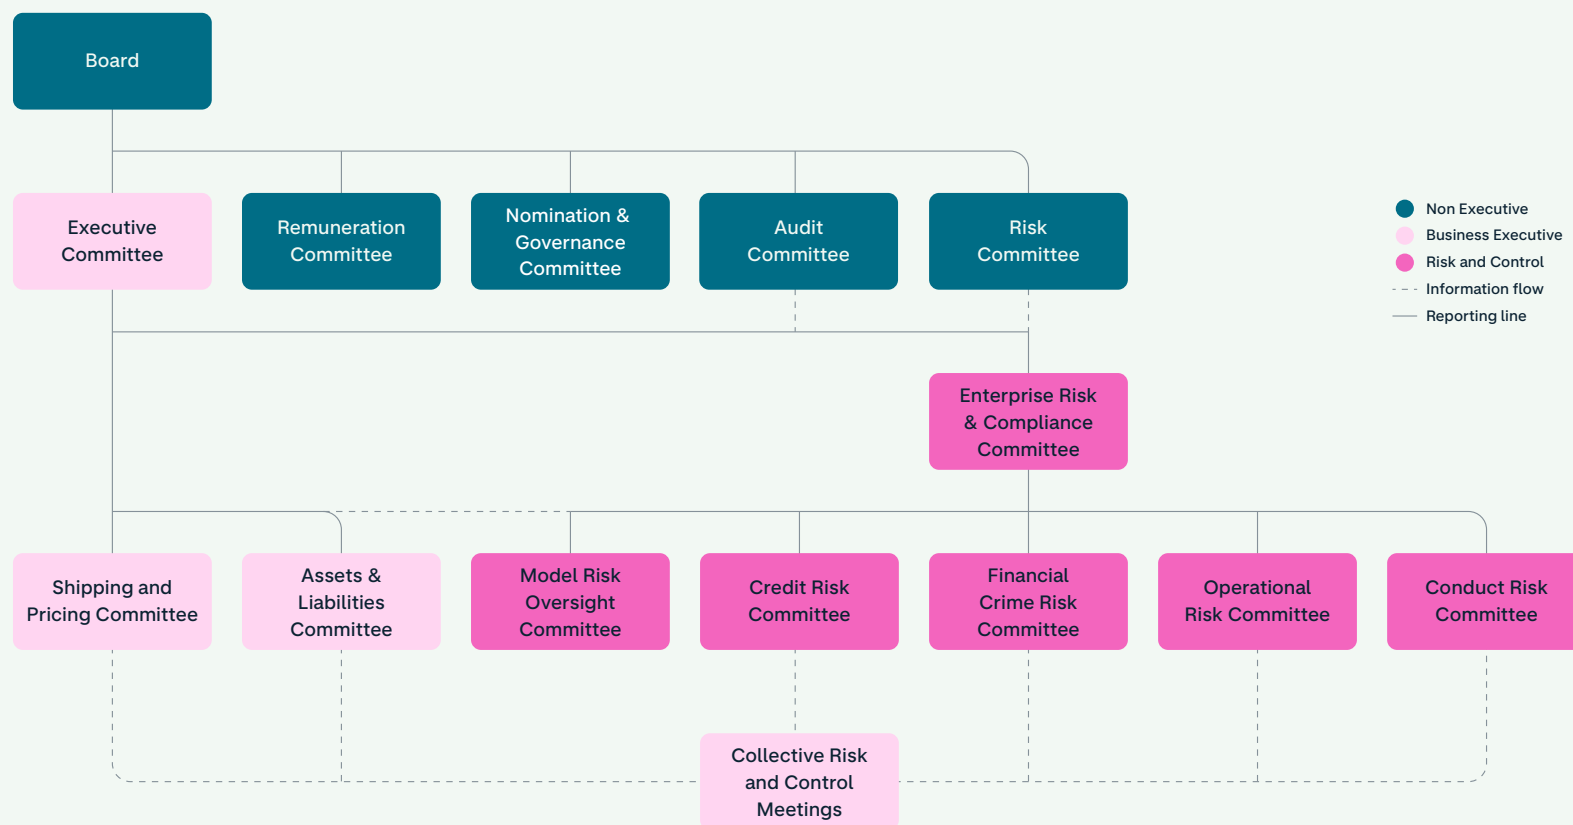 Board
Executive
Committee
Remuneration
Committee
Nomination &
Governance
Committee
Audit
Committee
Risk
Committee
Non Executive
Business Executive
Risk and Control
Information flow
Reporting line
Enterprise Risk
& Compliance
Committee
Shipping and
Pricing Committee
Assets &
Liabilities
Committee
Model Risk
Oversight
Committee
Credit Risk
Committee
Financial
Crime Risk
Committee
Operational
Risk Committee
Conduct Risk
Committee
Collective Risk
and Control
Meetings